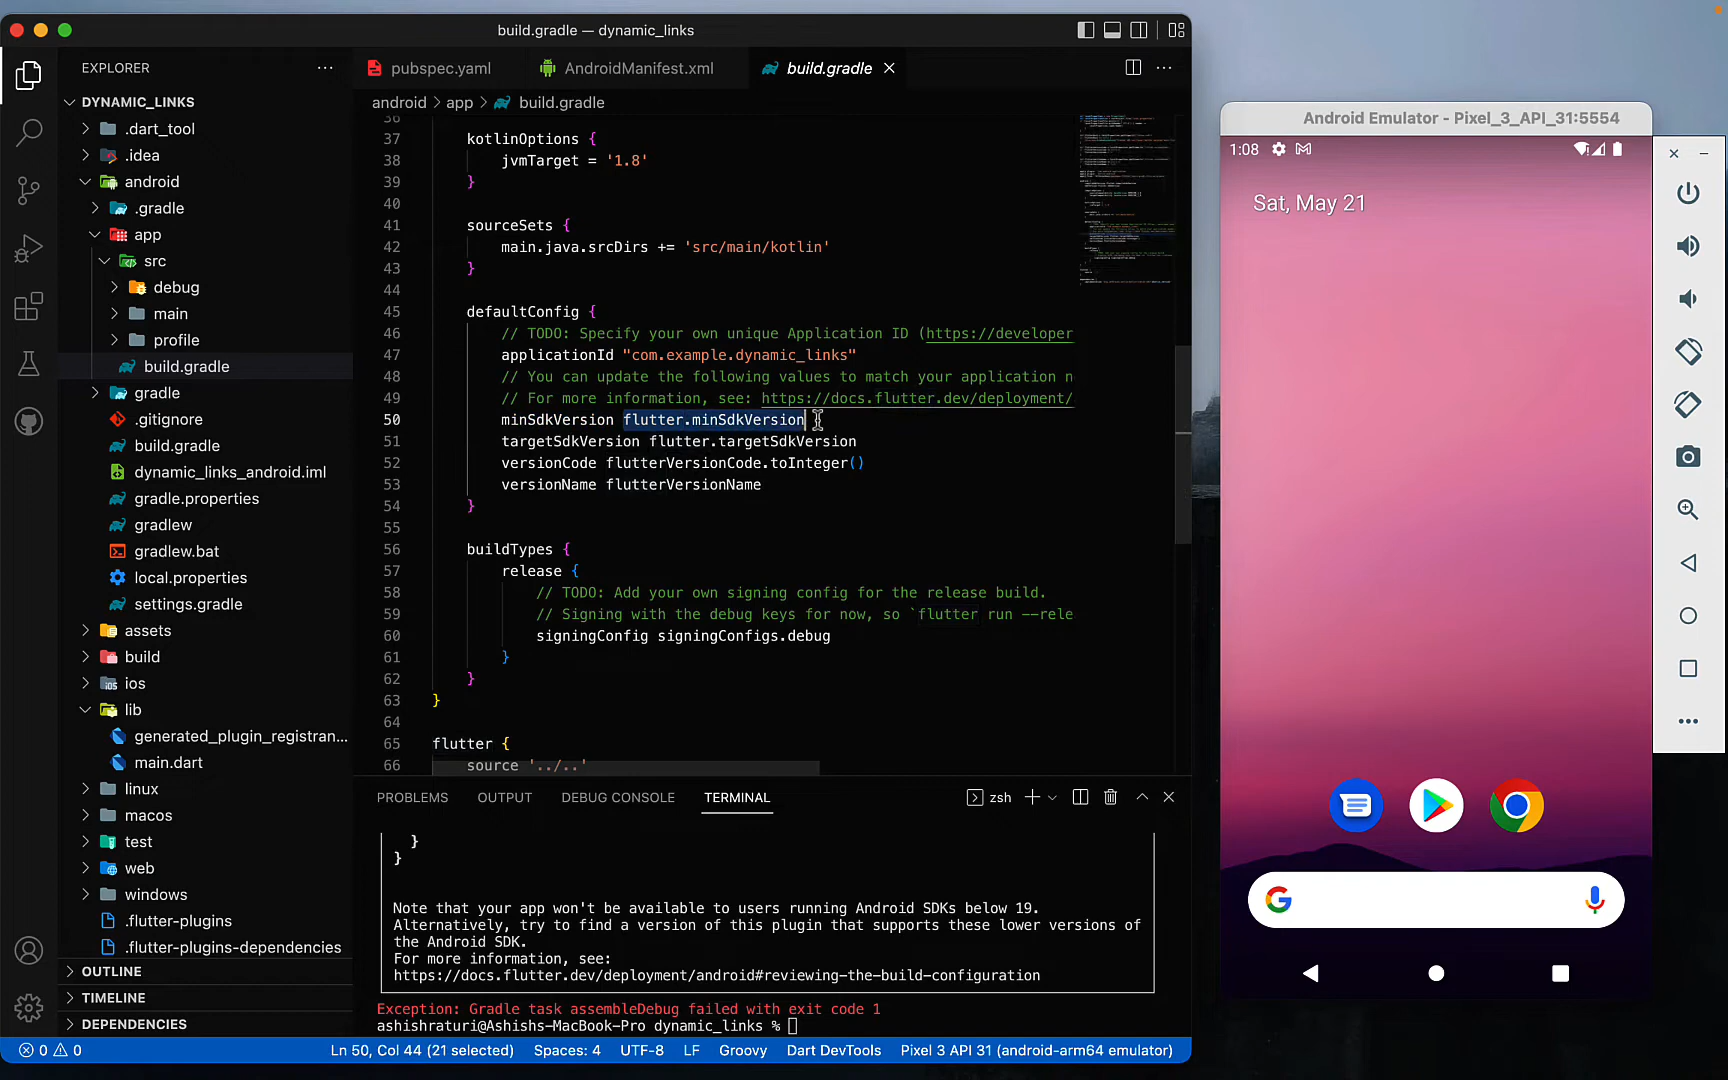 build.gradle — dynamic_links
EXPLORER
DYNAMIC_LINKS
.dart_tool
.idea
android
.gradle
app
src
debug
main
profile
build.gradle
gradle
.gitignore
build.gradle
dynamic_links_android.iml
gradle.properties
gradlew
gradlew.bat
local.properties
settings.gradle
assets
build
ios
lib
generated_plugin_registran...
main.dart
linux
macos
test
web
windows
.flutter-plugins
.flutter-plugins-dependencies
OUTLINE
TIMELINE
DEPENDENCIES
pubspec.yaml
AndroidManifest.xml
build.gradle
android > app > build.gradle
36
37 kotlinOptions {
38 jvmTarget = '1.8'
39 }
40
41 sourceSets {
42 main.java.srcDirs += 'src/main/kotlin'
43 }
44
45 defaultConfig {
46 // TODO: Specify your own unique Application ID (https://developer
47 applicationId "com.example.dynamic_links"
48 // You can update the following values to match your application n
49 // For more information, see: https://docs.flutter.dev/deployment/
50 minSdkVersion flutter.minSdkVersion
51 targetSdkVersion flutter.targetSdkVersion
52 versionCode flutterVersionCode.toInteger()
53 versionName flutterVersionName
54 }
55
56 buildTypes {
57 release {
58 // TODO: Add your own signing config for the release build.
59 // Signing with the debug keys for now, so `flutter run --rele
60 signingConfig signingConfigs.debug
61 }
62 }
63 }
64
65 flutter {
66 source '../..'
PROBLEMS
OUTPUT
DEBUG CONSOLE
TERMINAL
zsh
}
}
Note that your app won't be available to users running Android SDKs below 19.
Alternatively, try to find a version of this plugin that supports these lower versions of
the Android SDK.
For more information, see:
https://docs.flutter.dev/deployment/android#reviewing-the-build-configuration
Exception: Gradle task assembleDebug failed with exit code 1
ashishraturi@Ashishs-MacBook-Pro dynamic_links %
0 0
Ln 50, Col 44 (21 selected)
Spaces: 4
UTF-8
LF
Groovy
Dart DevTools
Pixel 3 API 31 (android-arm64 emulator)
Android Emulator - Pixel_3_API_31:5554
1:08
Sat, May 21